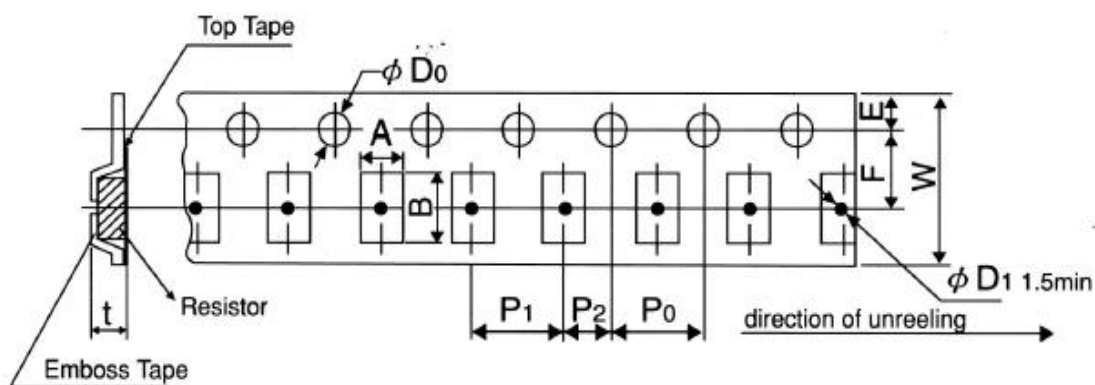 Top Tape
φ D0
A
B
E
F
W
t
Resistor
Emboss Tape
P1
P2
P0
φ D1 1.5min
direction of unreeling